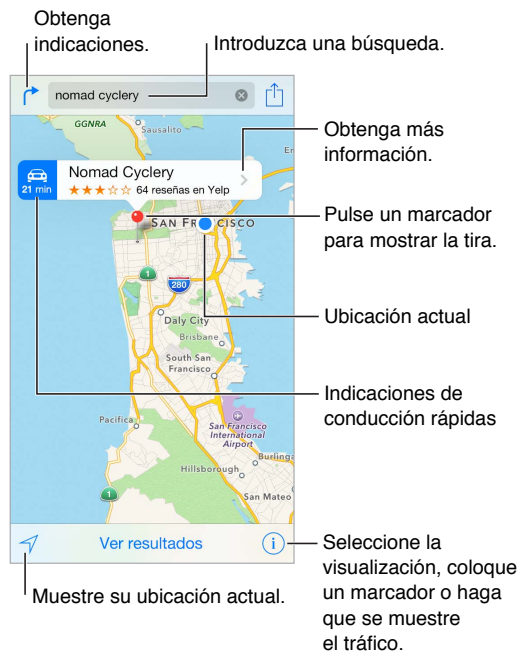 Obtenga
indicaciones.
Introduzca una búsqueda.
nomad cyclery
GGNRA
Sausalito
Obtenga más
información.
Nomad Cyclery
21 min
64 reseñas en Yelp
SAN FR CISCO
Pulse un marcador
para mostrar la tira.
1
280
Ubicación actual
Daly City
Brisbane
South San
Francisco
Indicaciones de
conducción rápidas
Pacifica
San Francisco
International
Airport
Burlinga
Hillsborough
1
San Mateo
Ver resultados
i
Seleccione la
visualización, coloque
un marcador o haga
que se muestre
el tráfico.
Muestre su ubicación actual.